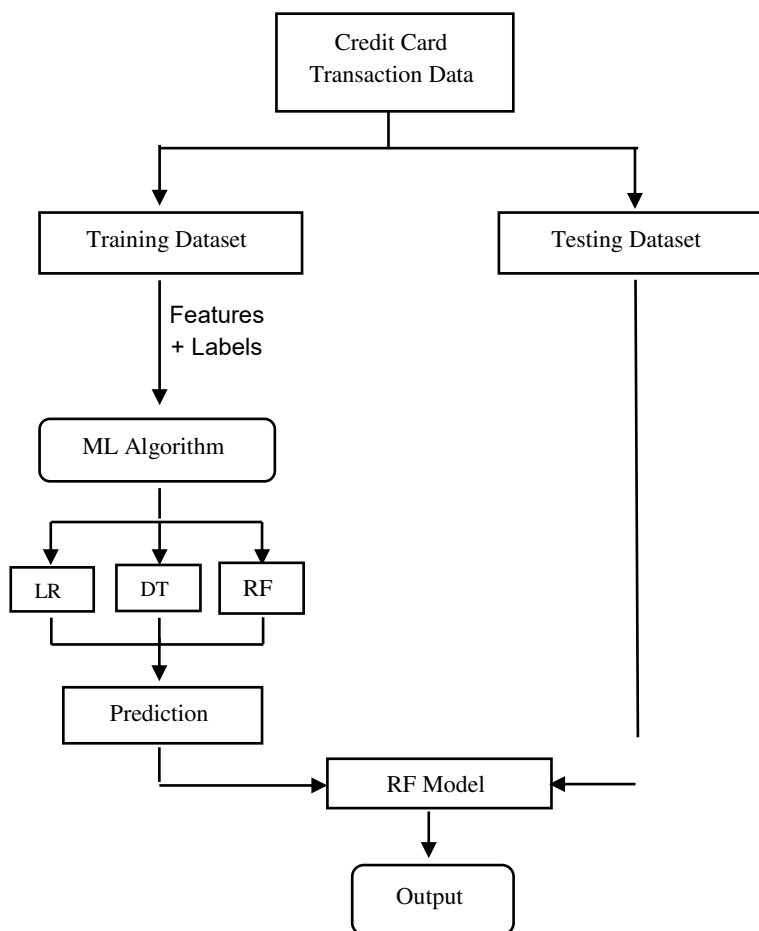 Credit Card
Transaction Data
Training Dataset
Testing Dataset
Features
+ Labels
ML Algorithm
LR
DT
RF
Prediction
RF Model
Output